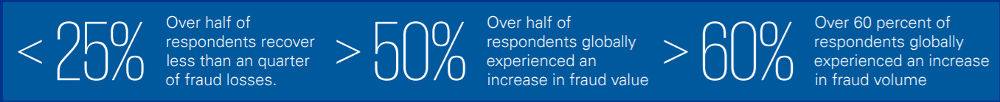 < 25%
Over half of
respondents recover
less than an quarter
of fraud losses.
> 50%
Over half of
respondents globally
experienced an
increase in fraud value
> 60%
Over 60 percent of
respondents globally
experienced an increase
in fraud volume